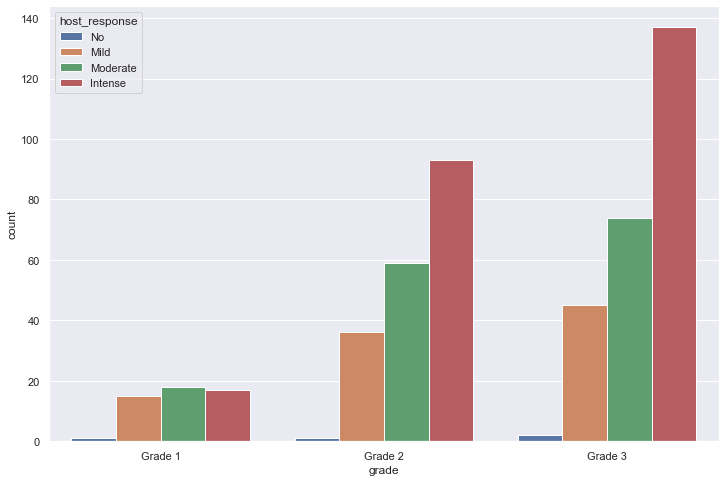 host_response
No
Mild
Moderate
Intense
140
120
100
80
60
40
20
0
count
Grade 1
Grade 2
Grade 3
grade